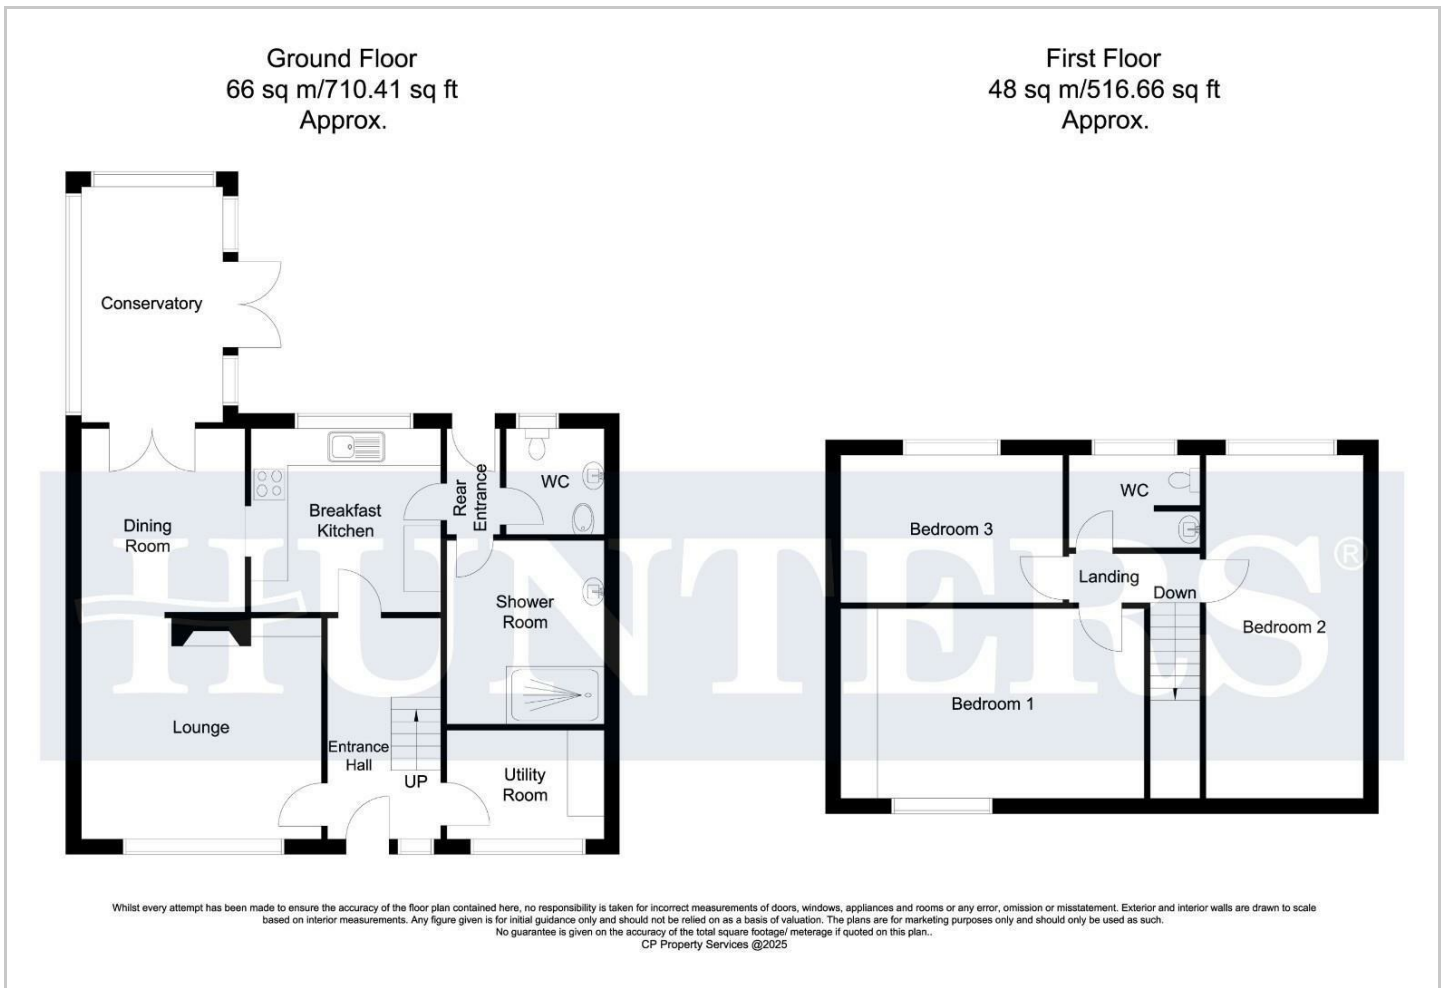 Ground Floor
66 sq m/710.41 sq ft
Approx.
First Floor
48 sq m/516.66 sq ft
Approx.
Conservatory
Dining
Room
Breakfast
Kitchen
Rear
Entrance
WC
Shower
Room
Lounge
Entrance
Hall
UP
Utility
Room
Bedroom 3
WC
Landing
Down
Bedroom 2
Bedroom 1
HUNTERS®
Whilst every attempt has been made to ensure the accuracy of the floor plan contained here, no responsibility is taken for incorrect measurements of doors, windows, appliances and rooms or any error, omission or misstatement. Exterior and interior walls are drawn to scale
based on interior measurements. Any figure given is for initial guidance only and should not be relied on as a basis of valuation. The plans are for marketing purposes only and should only be used as such.
No guarantee is given on the accuracy of the total square footage/ meterage if quoted on this plan..
CP Property Services @2025